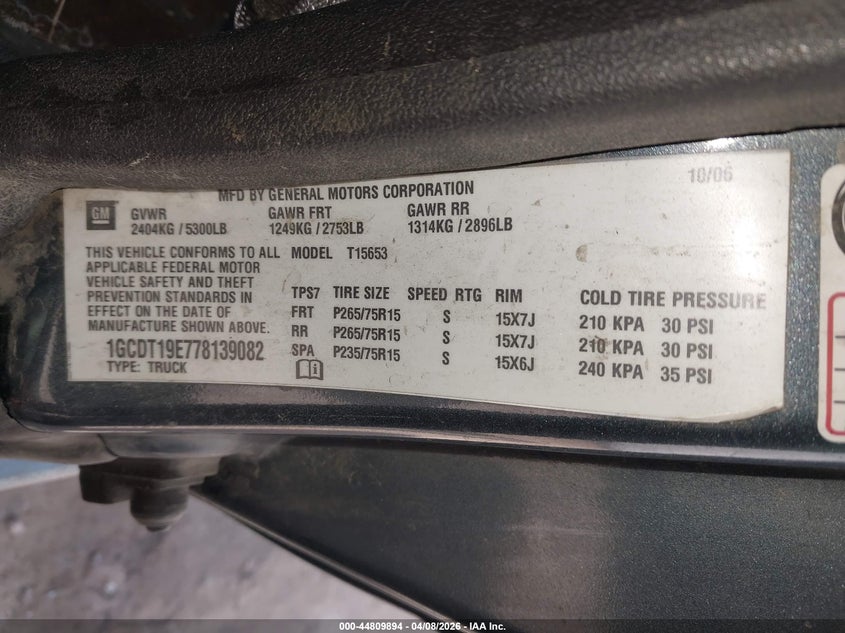 MFD BY GENERAL MOTORS CORPORATION
10/06
GM
GVWR GAWR FRT GAWR RR
2404KG / 5300LB 1249KG / 2753LB 1314KG / 2896LB
THIS VEHICLE CONFORMS TO ALL
APPLICABLE FEDERAL MOTOR
VEHICLE SAFETY AND THEFT
PREVENTION STANDARDS IN
EFFECT ON THE DATE OF
MANUFACTURE SHOWN ABOVE.
1GCDT19E778139082
TYPE: TRUCK
MODEL T15653
TPS7 TIRE SIZE SPEED RTG RIM COLD TIRE PRESSURE
FRT P265/75R15 S 15X7J 210 KPA 30 PSI
RR P265/75R15 S 15X7J 210 KPA 30 PSI
SPA P235/75R15 S 15X6J 240 KPA 35 PSI
000-44809894 | 04/08/2026 - IAA Inc.